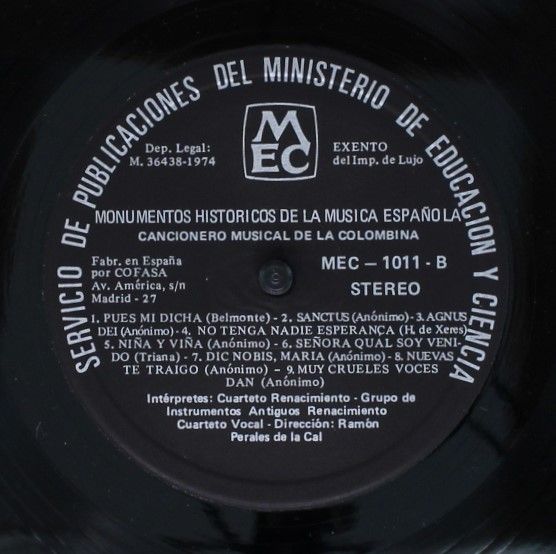 SERVICIO DE PUBLICACIONES DEL MINISTERIO DE EDUCACION Y CIENCIA
M
EC
Dep. Legal:
M. 36438-1974
EXENTO
del Imp. de Lujo
MONUMENTOS HISTORICOS DE LA MUSICA ESPAÑOLA
CANCIONERO MUSICAL DE LA COLOMBINA
Fabr. en España
por COFASA
Av. América, s/n
Madrid - 27
MEC - 1011 - B
STEREO
1. PUES MI DICHA (Belmonte) - 2. SANCTUS (Anónimo) - 3. AGNUS
DEI (Anónimo) - 4. NO TENGA NADIE ESPERANÇA (H. de Xeres)
5. NIÑA Y VIÑA (Anónimo) - 6. SEÑORA QUAL SOY VENI-
DO (Triana) - 7. DIC NOBIS, MARIA (Anónimo) - 8. NUEVAS
TE TRAIGO (Anónimo) - 9. MUY CRUELES VOCES
DAN (Anónimo)
Intérpretes: Cuarteto Renacimiento - Grupo de
Instrumentos Antiguos Renacimiento
Cuarteto Vocal - Dirección: Ramón
Perales de la Cal